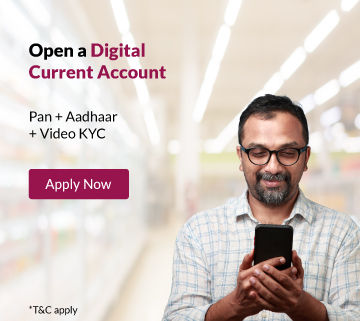 Open a Digital
Current Account
Pan + Aadhaar
+ Video KYC
Apply Now
*T&C apply